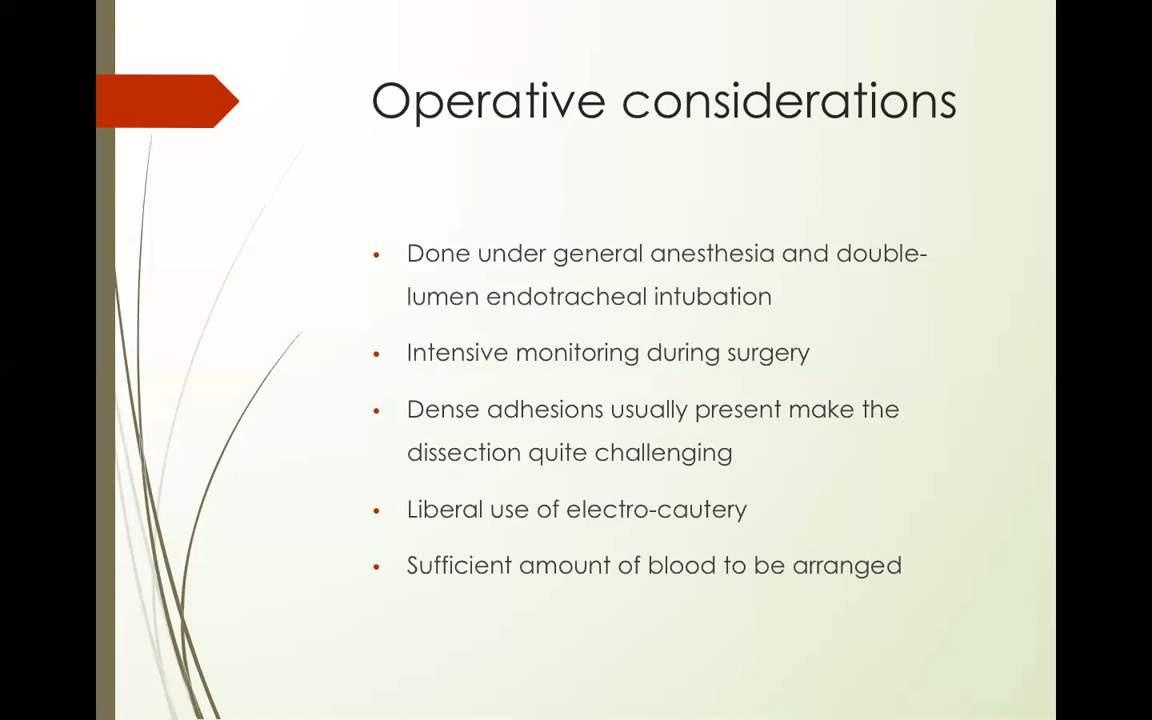 Operative considerations
• Done under general anesthesia and double-
lumen endotracheal intubation
• Intensive monitoring during surgery
• Dense adhesions usually present make the
dissection quite challenging
• Liberal use of electro-cautery
• Sufficient amount of blood to be arranged